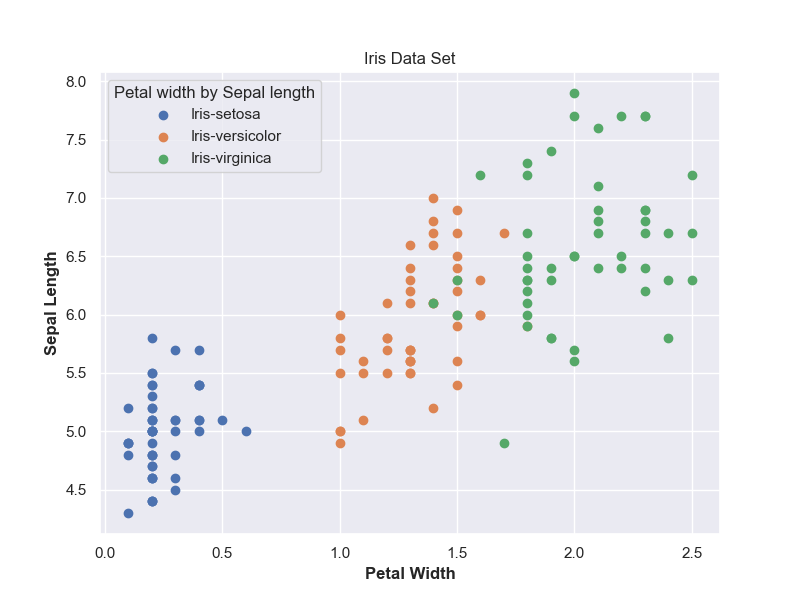 Iris Data Set
Petal width by Sepal length
Iris-setosa
Iris-versicolor
Iris-virginica
8.0
7.5
7.0
6.5
6.0
5.5
5.0
4.5
Sepal Length
0.0 0.5 1.0 1.5 2.0 2.5
Petal Width